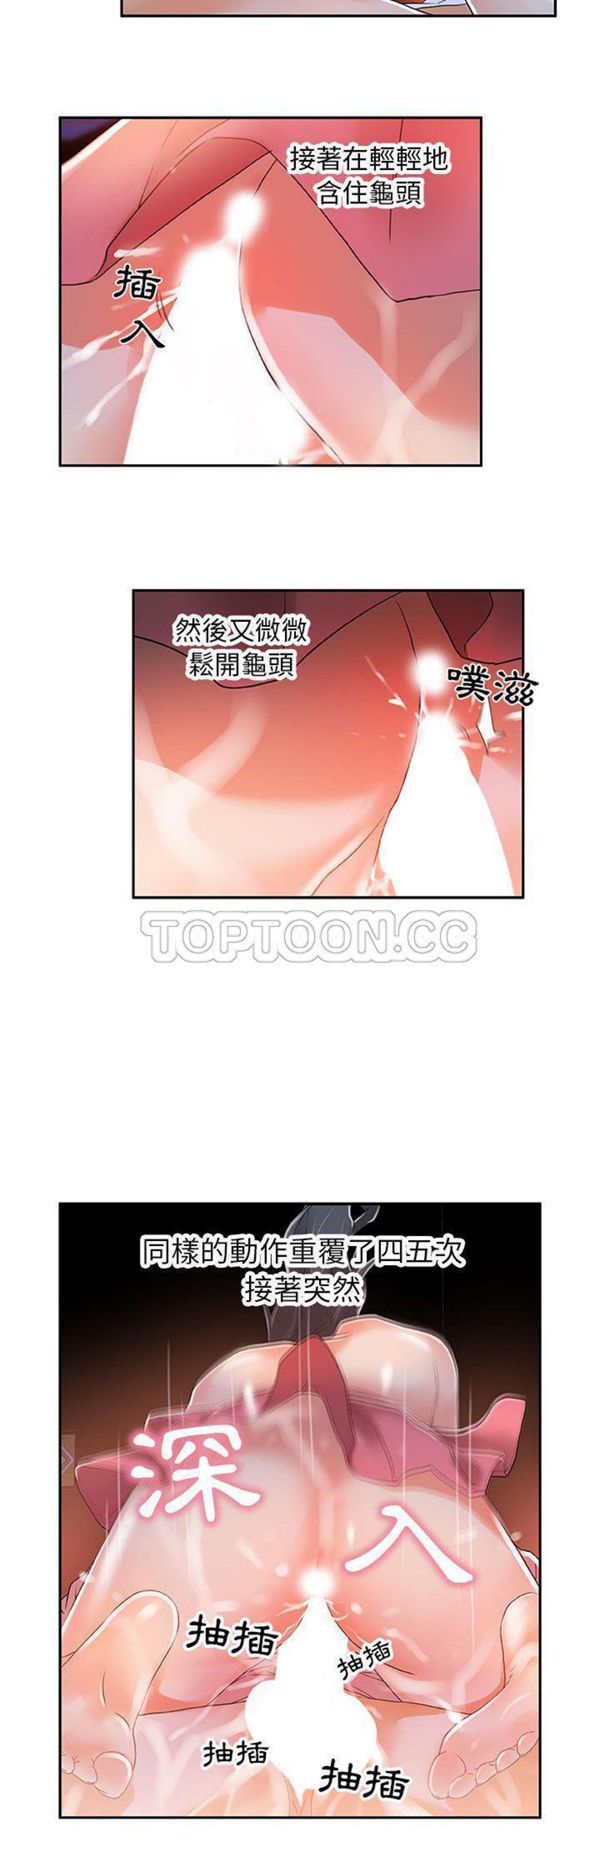 接著在輕輕地
含住龜頭
插
入
然後又微微
鬆開龜頭
噗滋
TOPTOON.CC
同樣的動作重覆了四五次
接著突然
深
入
抽插
抽插
抽插
抽插